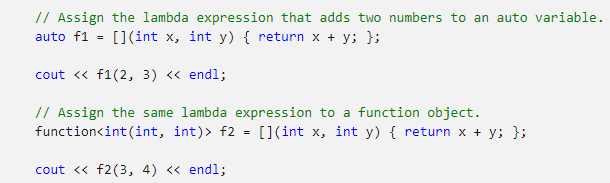 // Assign the lambda expression that adds two numbers to an auto variable.
auto f1 = [](int x, int y) { return x + y; };
cout << f1(2, 3) << endl;
// Assign the same lambda expression to a function object.
function<int(int, int)> f2 = [](int x, int y) { return x + y; };
cout << f2(3, 4) << endl;